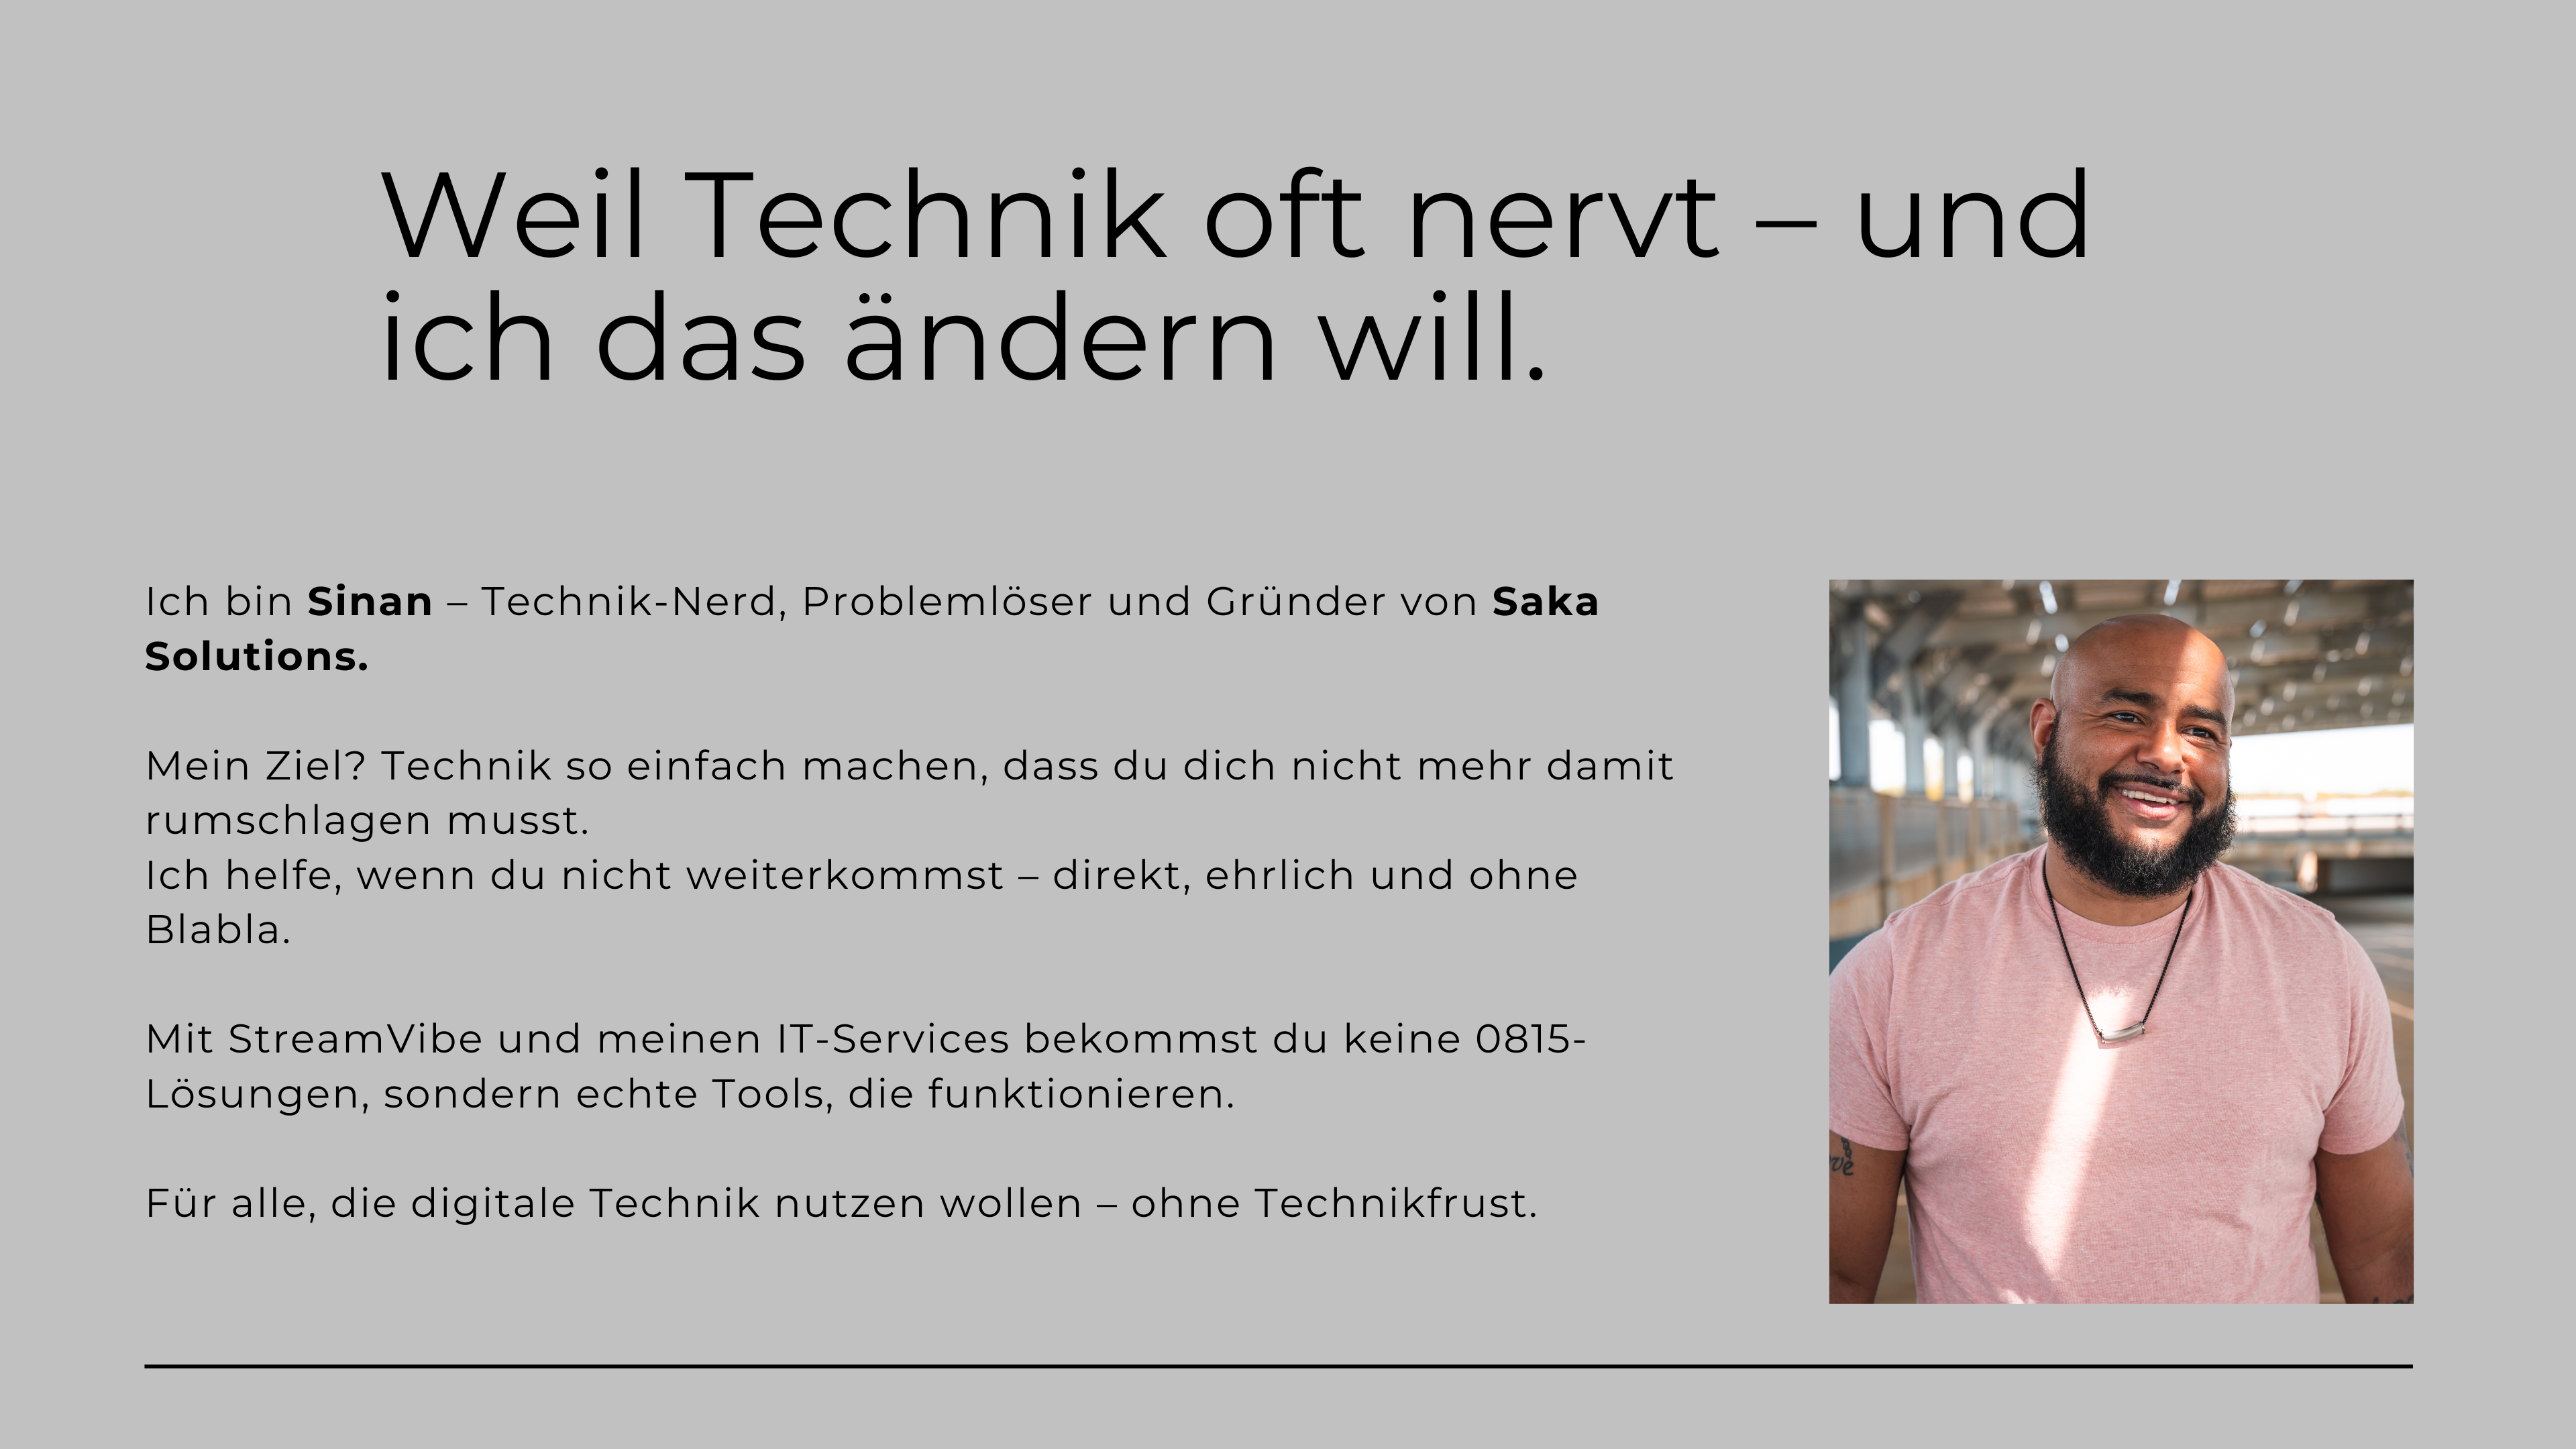 Weil Technik oft nervt – und
ich das ändern will.
Ich bin Sinan – Technik-Nerd, Problemlöser und Gründer von Saka
Solutions.
Mein Ziel? Technik so einfach machen, dass du dich nicht mehr damit
rumschlagen musst.
Ich helfe, wenn du nicht weiterkommst – direkt, ehrlich und ohne
Blabla.
Mit StreamVibe und meinen IT-Services bekommst du keine 0815-
Lösungen, sondern echte Tools, die funktionieren.
Für alle, die digitale Technik nutzen wollen – ohne Technikfrust.